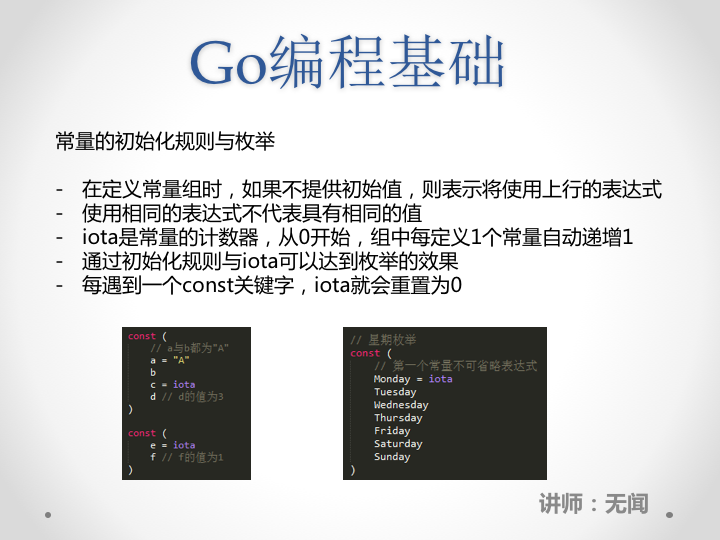 Go编程基础
常量的初始化规则与枚举
- 在定义常量组时，如果不提供初始值，则表示将使用上行的表达式
- 使用相同的表达式不代表具有相同的值
- iota是常量的计数器，从0开始，组中每定义1个常量自动递增1
- 通过初始化规则与iota可以达到枚举的效果
- 每遇到一个const关键字，iota就会重置为0
const (
// a与b都为"A"
a = "A"
b
c = iota
d // d的值为3
)
const (
e = iota
f // f的值为1
)
// 星期枚举
const (
// 第一个常量不可省略表达式
Monday = iota
Tuesday
Wednesday
Thursday
Friday
Saturday
Sunday
)
讲师：无闻